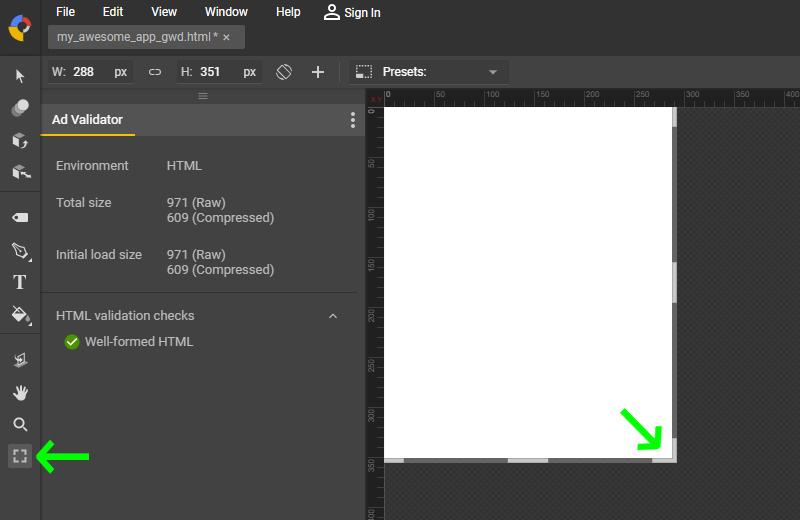 File Edit View Window Help Sign In
my_awesome_app_gwd.html* ×
W: 288 px H: 351 px Presets:
X Y 0 50 100 150 200 250 300 350 400
Ad Validator
Environment HTML
Total size 971 (Raw)
609 (Compressed)
Initial load size 971 (Raw)
609 (Compressed)
HTML validation checks
Well-formed HTML
T
0
50
100
150
200
250
300
350
400